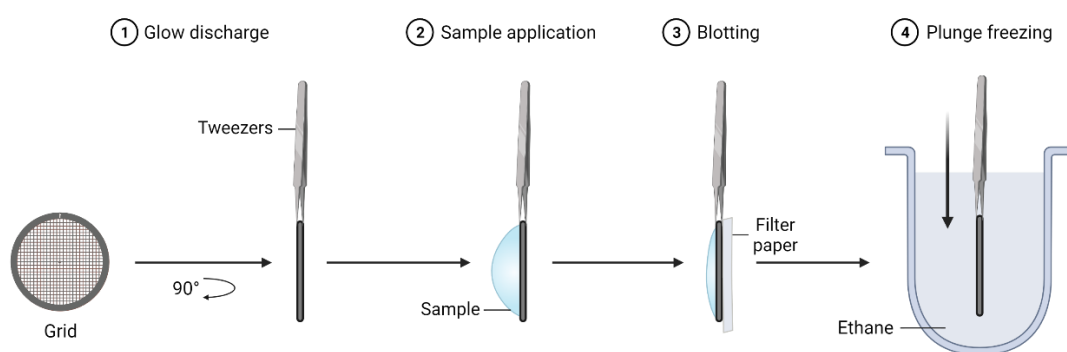 1 Glow discharge
2 Sample application
3 Blotting
4 Plunge freezing
Tweezers
Filter
paper
90°
Sample
Grid
Ethane